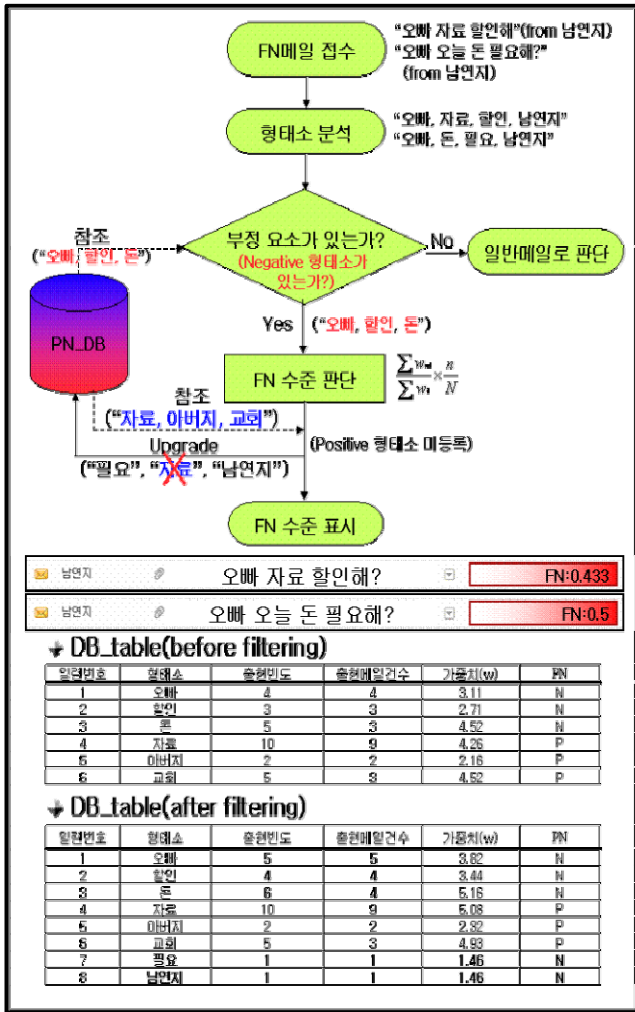 FN메일 접수
"오빠 자료 할인해"(from 남연지)
"오빠 오늘 돈 필요해?"
(from 남연지)
형태소 분석
"오빠, 자료, 할인, 남연지"
"오빠, 돈, 필요, 남연지"
참조
("오빠, 할인, 돈")
부정 요소가 있는가?
(Negative 형태소가
있는가?)
No
일반메일로 판단
PN_DB
Yes
("오빠, 할인, 돈")
FN 수준 판단
참조
("자료, 아버지, 교회")
Upgrade
(Positive 형태소 미등록)
("필요", "자료", "남연지")
FN 수준 표시
남연지 오빠 자료 할인해? FN:0.433
남연지 오빠 오늘 돈 필요해? FN:0.5
DB_table(before filtering)
일련번호 형태소 출현빈도 출현메일건수 가중치(w) PN
1 오빠 4 4 3.11 N
2 할인 3 3 2.71 N
3 돈 5 3 4.52 N
4 자료 10 9 4.26 P
5 아버지 2 2 2.16 P
6 교회 5 3 4.52 P
DB_table(after filtering)
일련번호 형태소 출현빈도 출현메일건수 가중치(w) PN
1 오빠 5 5 3.82 N
2 할인 4 4 3.44 N
3 돈 6 4 5.16 N
4 자료 10 9 5.08 P
5 아버지 2 2 2.92 P
6 교회 5 3 4.93 P
7 필요 1 1 1.46 N
8 남연지 1 1 1.46 N